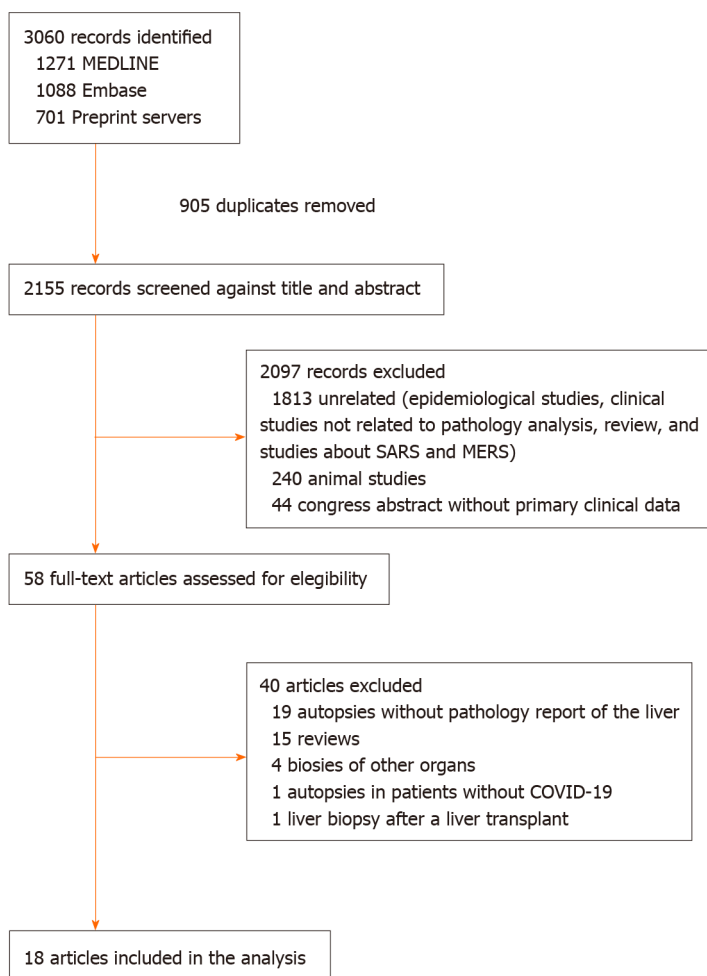 3060 records identified
1271 MEDLINE
1088 Embase
701 Preprint servers
905 duplicates removed
2155 records screened against title and abstract
2097 records excluded
1813 unrelated (epidemiological studies, clinical
studies not related to pathology analysis, review, and
studies about SARS and MERS)
240 animal studies
44 congress abstract without primary clinical data
58 full-text articles assessed for elegibility
40 articles excluded
19 autopsies without pathology report of the liver
15 reviews
4 biosies of other organs
1 autopsies in patients without COVID-19
1 liver biopsy after a liver transplant
18 articles included in the analysis